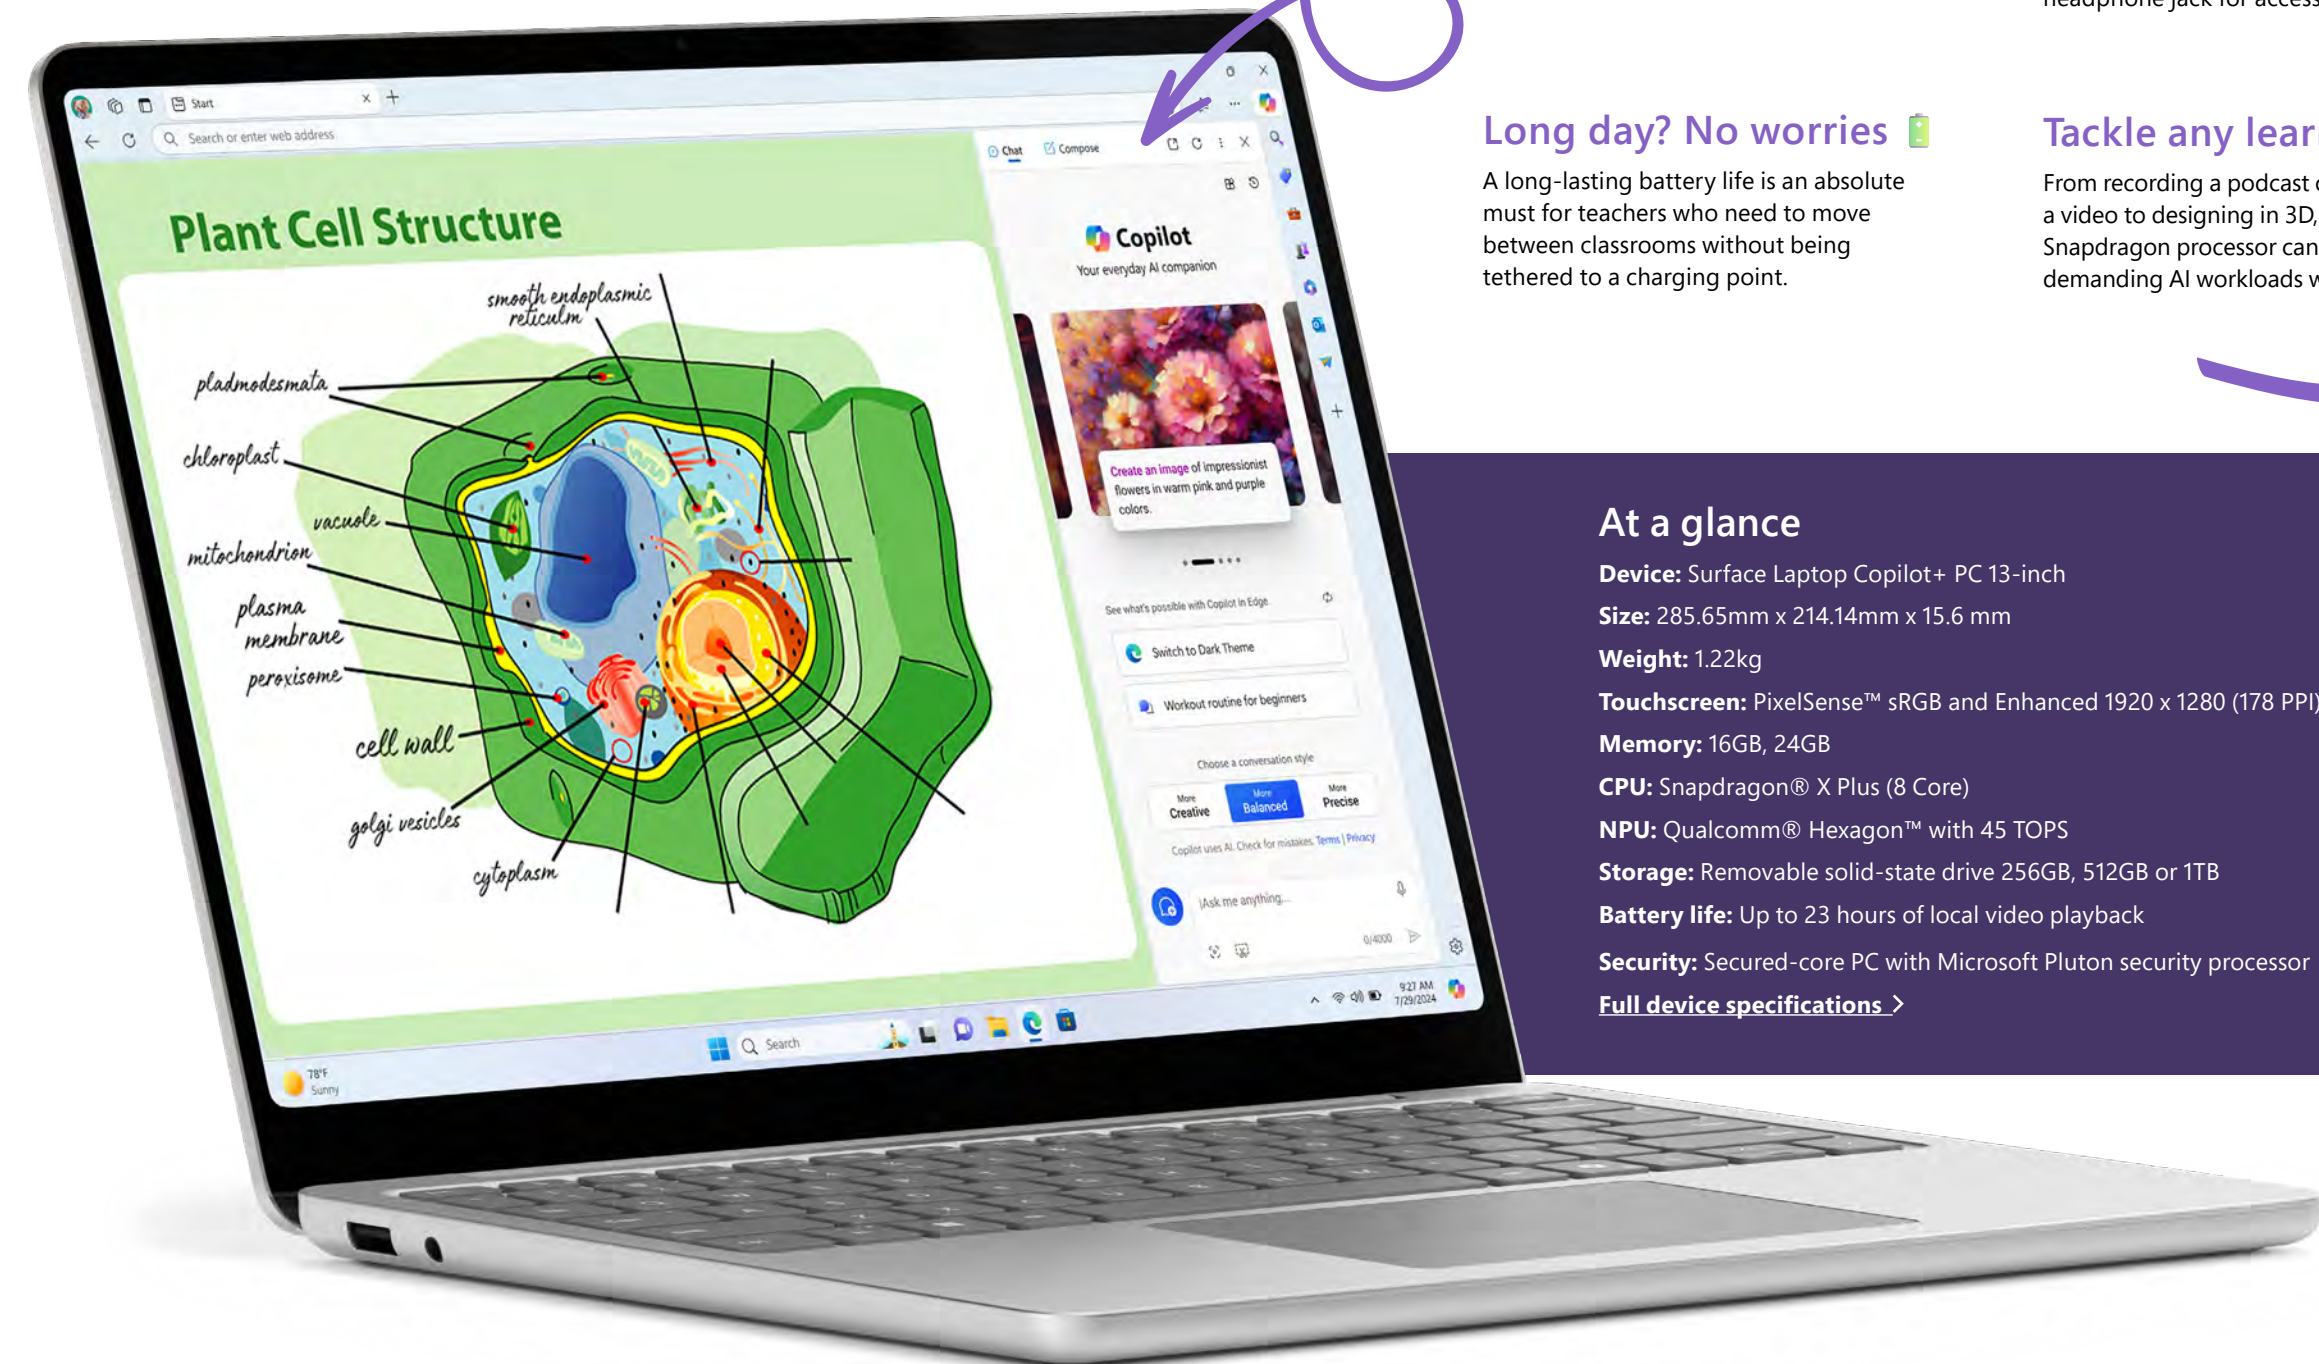 headphone jack for access
Long day? No worries
A long-lasting battery life is an absolute
must for teachers who need to move
between classrooms without being
tethered to a charging point.
Tackle any lear
From recording a podcast
a video to designing in 3D,
Snapdragon processor can
demanding AI workloads
Start
Search or enter web address
Plant Cell Structure
smooth endoplasmic
reticulm
pladmodesmata
chloroplast
vacuole
mitochondrion
plasma
membrane
peroxisome
cell wall
golgi vesicles
cytoplasm
Chat Compose
Copilot
Your everyday AI companion
Create an image of impressionist
flowers in warm pink and purple
colors.
See what's possible with Copilot in Edge
Switch to Dark Theme
Workout routine for beginners
Choose a conversation style
More Creative
More Balanced
More Precise
Copilot uses AI. Check for mistakes. Terms | Privacy
Ask me anything...
0/4000
78°F
Sunny
Search
9:27 AM
7/29/2024
At a glance
Device: Surface Laptop Copilot+ PC 13-inch
Size: 285.65mm x 214.14mm x 15.6 mm
Weight: 1.22kg
Touchscreen: PixelSense™ sRGB and Enhanced 1920 x 1280 (178 PPI)
Memory: 16GB, 24GB
CPU: Snapdragon® X Plus (8 Core)
NPU: Qualcomm® Hexagon™ with 45 TOPS
Storage: Removable solid-state drive 256GB, 512GB or 1TB
Battery life: Up to 23 hours of local video playback
Security: Secured-core PC with Microsoft Pluton security processor
Full device specifications >